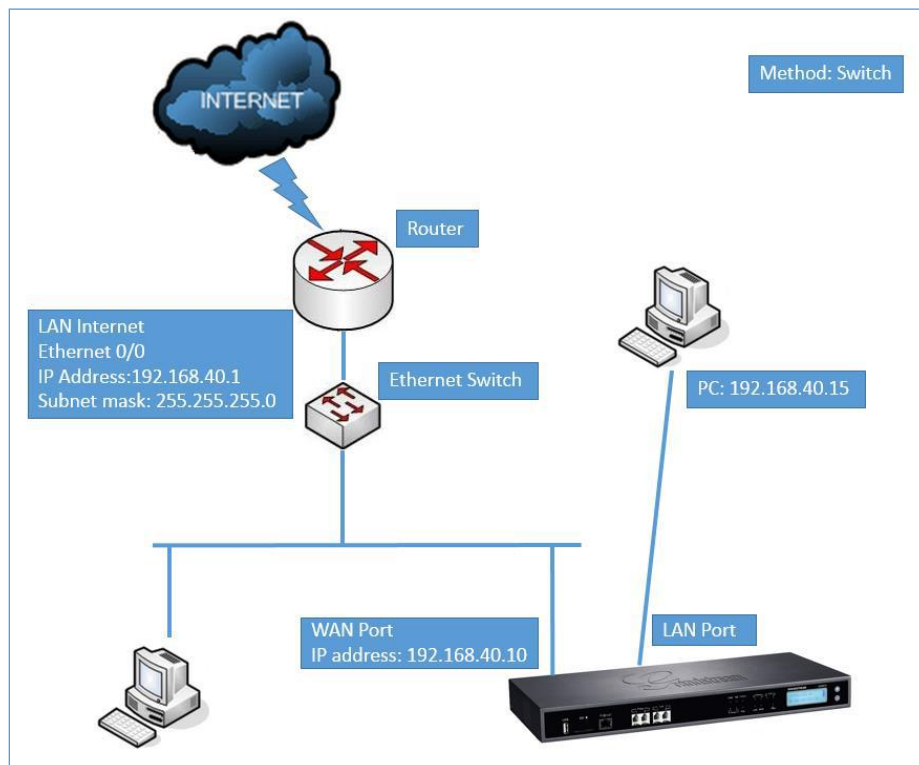 INTERNET
Method: Switch
Router
LAN Internet
Ethernet 0/0
IP Address:192.168.40.1
Subnet mask: 255.255.255.0
Ethernet Switch
PC: 192.168.40.15
WAN Port
IP address: 192.168.40.10
LAN Port
Grandstream